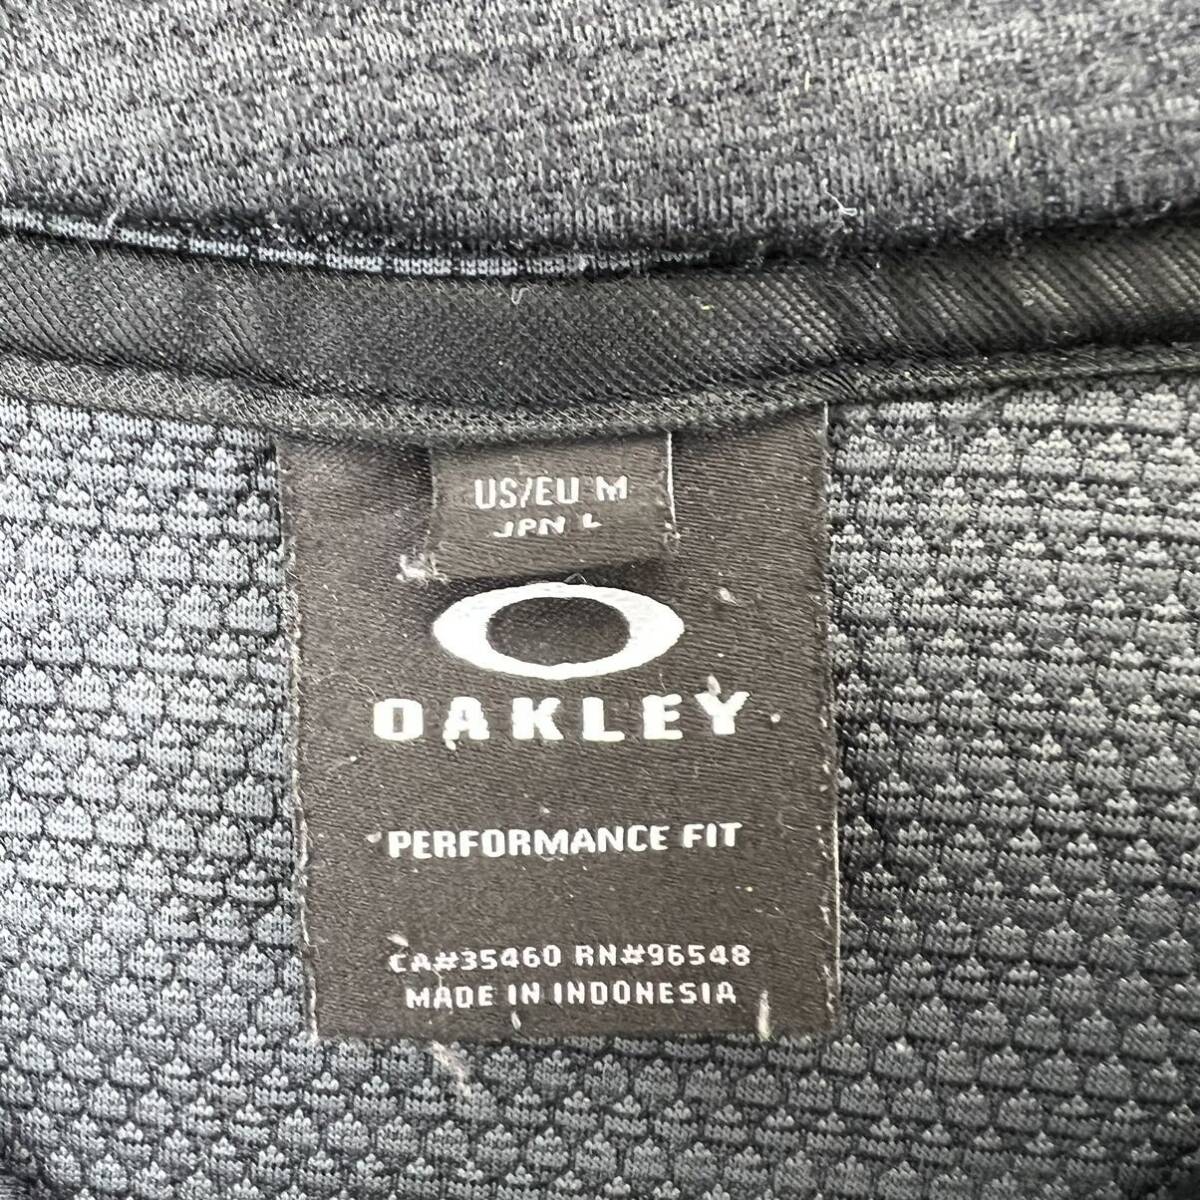 US/EU M
JPN L
OAKLEY
PERFORMANCE FIT
CA#35460 RN#96548
MADE IN INDONESIA